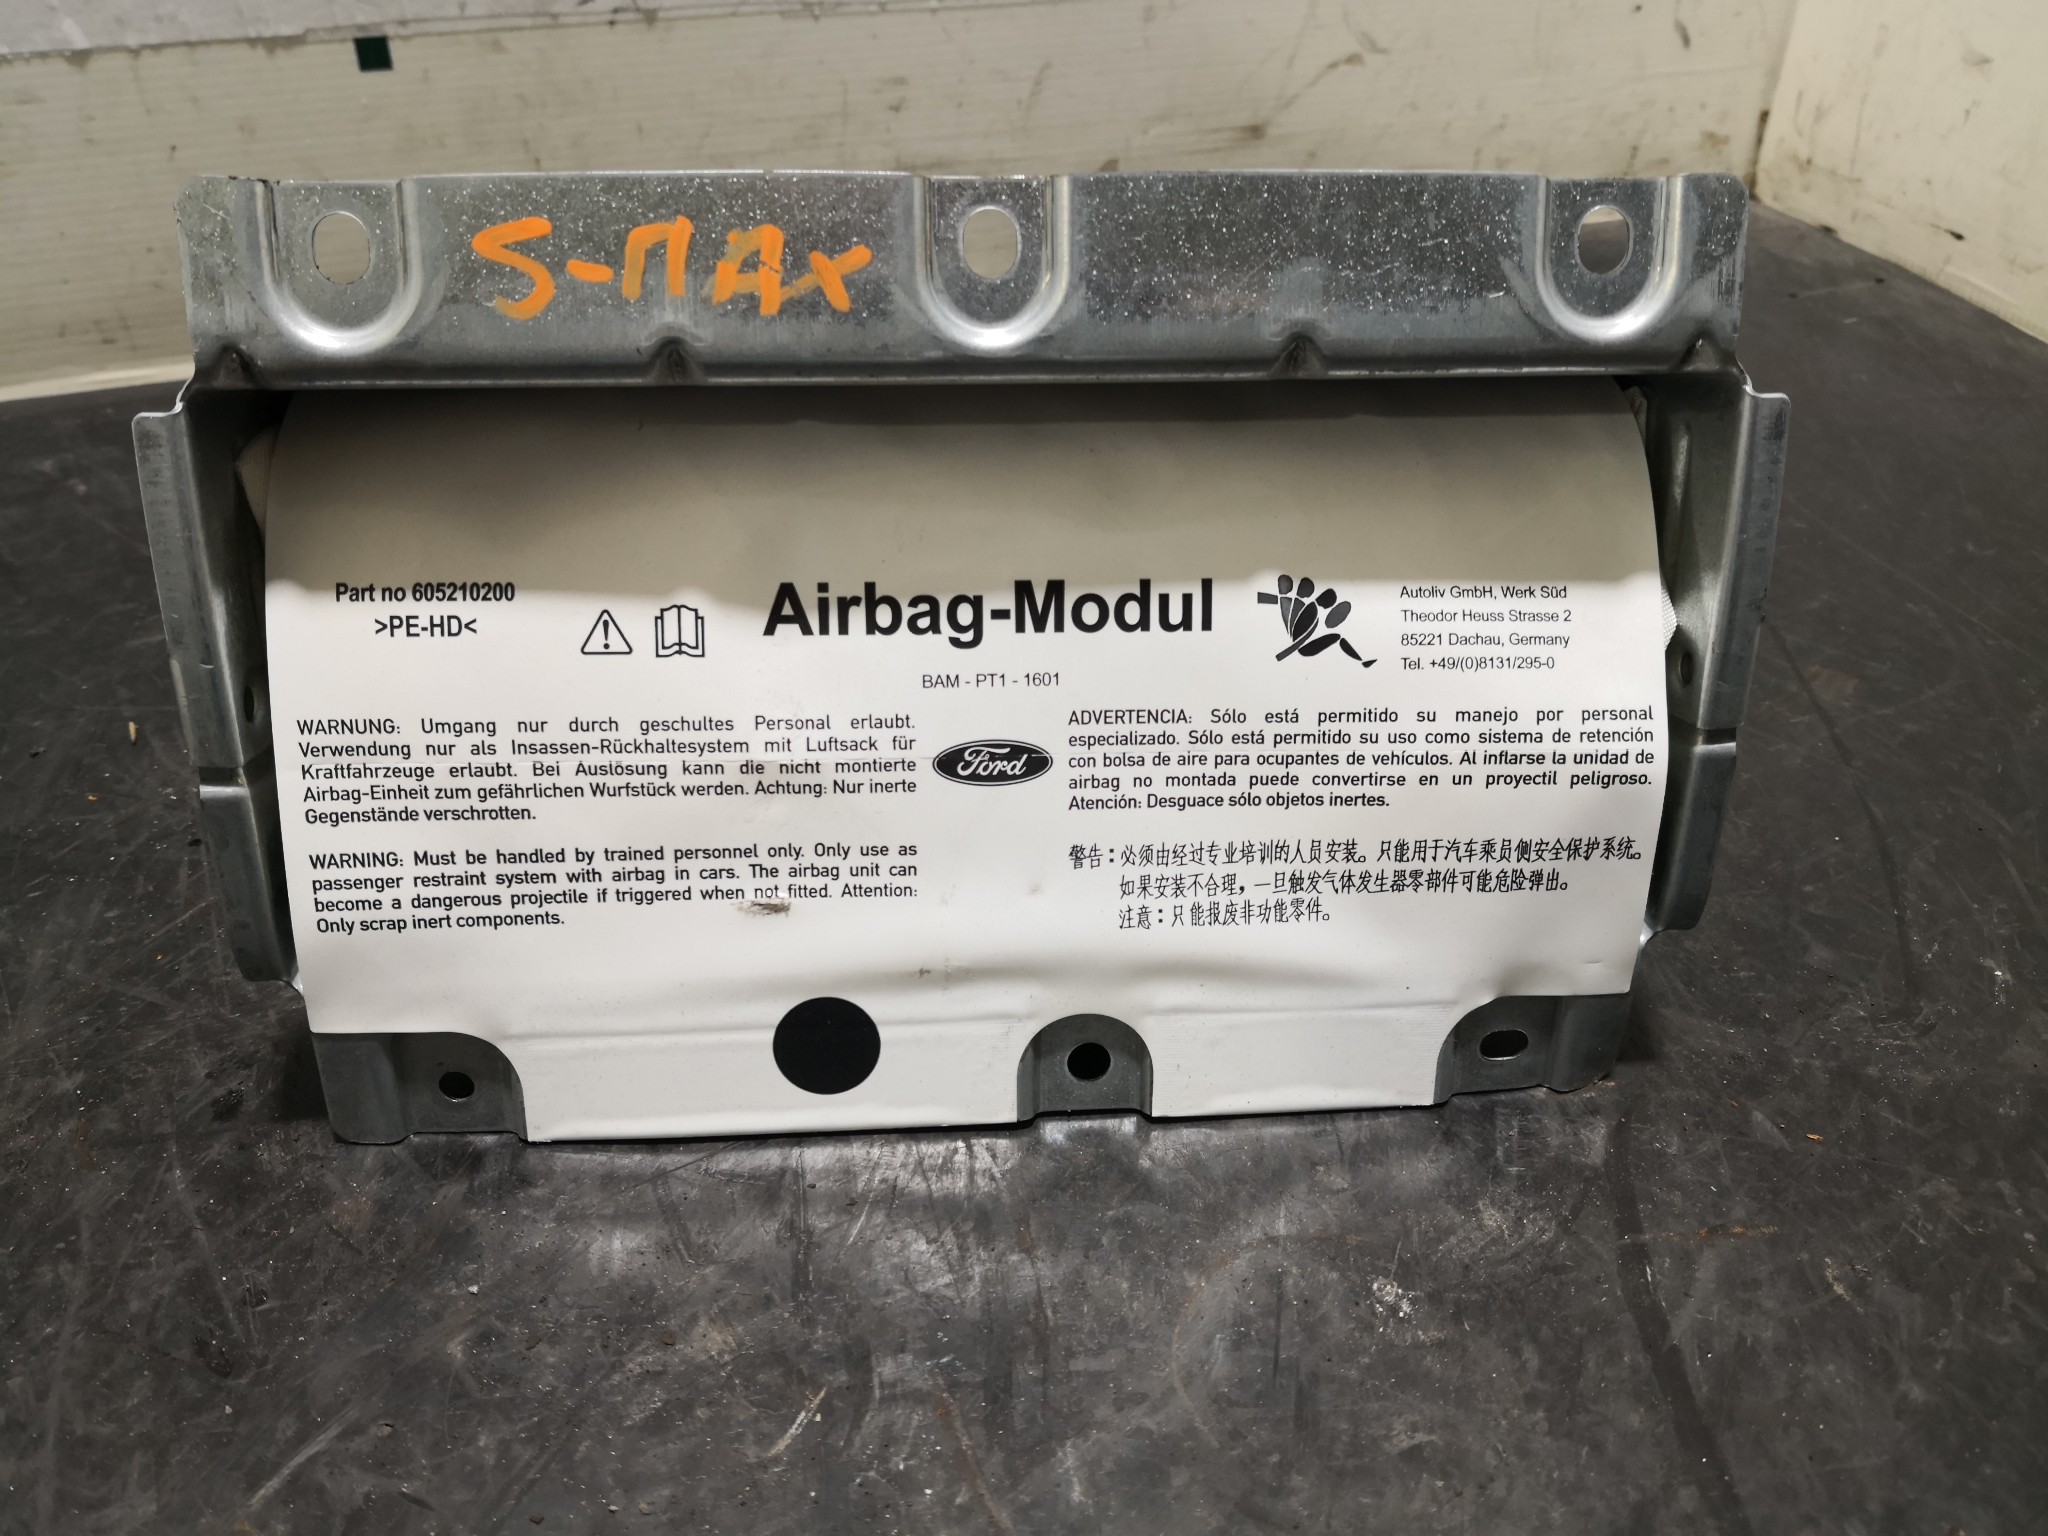 S-MAX
Part no 605210200
>PE-HD<
Airbag-Modul
BAM - PT1 - 1601
Autoliv GmbH, Werk Süd
Theodor Heuss Strasse 2
85221 Dachau, Germany
Tel. +49/(0)8131/295-0
WARNUNG: Umgang nur durch geschultes Personal erlaubt.
Verwendung nur als Insassen-Rückhaltesystem mit Luftsack für
Kraftfahrzeuge erlaubt. Bei Auslösung kann die nicht montierte
Airbag-Einheit zum gefährlichen Wurfstück werden. Achtung: Nur inerte
Gegenstände verschrotten.
WARNING: Must be handled by trained personnel only. Only use as
passenger restraint system with airbag in cars. The airbag unit can
become a dangerous projectile if triggered when not fitted. Attention:
Only scrap inert components.
Ford
ADVERTENCIA: Sólo está permitido su manejo por personal
especializado. Sólo está permitido su uso como sistema de retención
con bolsa de aire para ocupantes de vehículos. Al inflarse la unidad de
airbag no montada puede convertirse en un proyectil peligroso.
Atención: Desguace sólo objetos inertes.
警告：必须由经过专业培训的人员安装。只能用于汽车乘员侧安全保护系统。
如果安装不合理，一旦触发气体发生器零部件可能危险弹出。
注意：只能报废非功能零件。